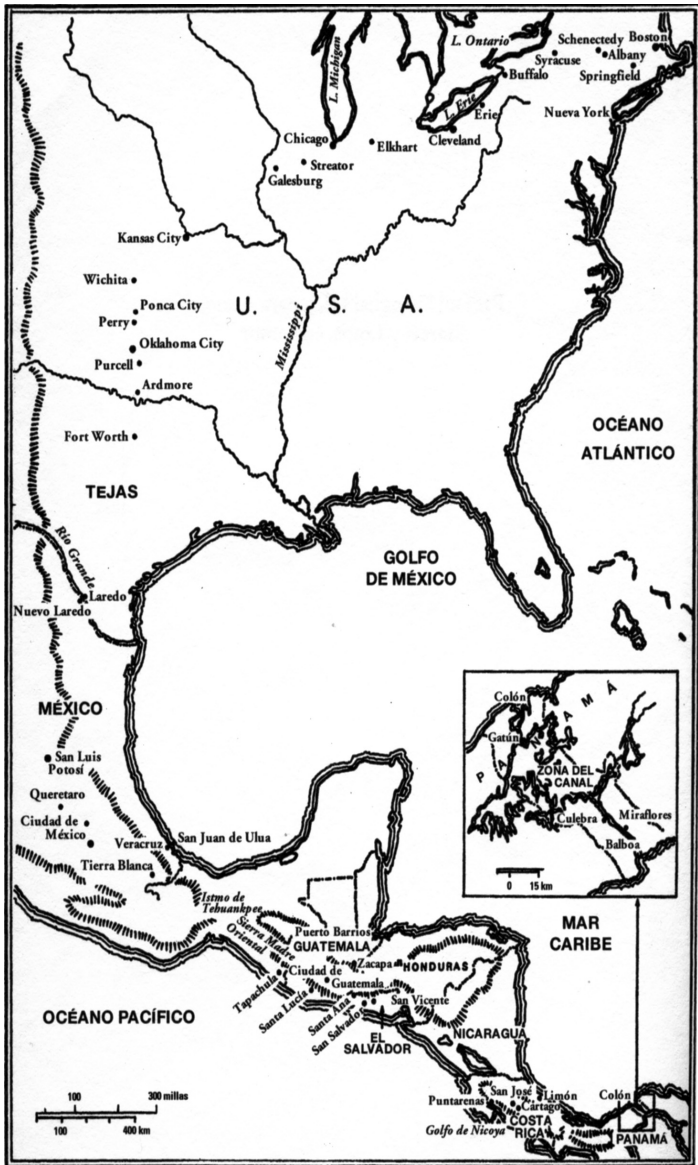 L. Michigan
L. Ontario
Schenectedy
Boston
Syracuse
Albany
Buffalo
Springfield
L. Erie
Erie
Nueva York
Chicago
Elkhart
Cleveland
Streator
Galesburg
Kansas City
Wichita
Ponca City
Perry
U. S. A.
Mississippi
Oklahoma City
Purcell
Ardmore
Fort Worth
OCÉANO
ATLÁNTICO
TEJAS
Rio Grande
GOLFO
DE MÉXICO
Laredo
Nuevo Laredo
MÉXICO
San Luis
Potosí
Queretaro
Ciudad de
México
Veracruz
San Juan de Ulua
Tierra Blanca
Istmo de
Tehuankpec
Colón
PANAMÁ
Gatún
ZONA DEL
CANAL
Culebra
Miraflores
Balboa
0 15 km
Sierra Madre
Oriental
Puerto Barrios
GUATEMALA
MAR
CARIBE
Zacapa
HONDURAS
Tapachula
Ciudad de
Guatemala
Santa Lucía
Santa Ana
San Salvador
San Vicente
OCÉANO PACÍFICO
EL
SALVADOR
NICARAGUA
100 300 millas
100 400 km
Puntarenas
San José
Limón
Cártago
Colón
COSTA
RICA
Golfo de Nicoya
PANAMÁ